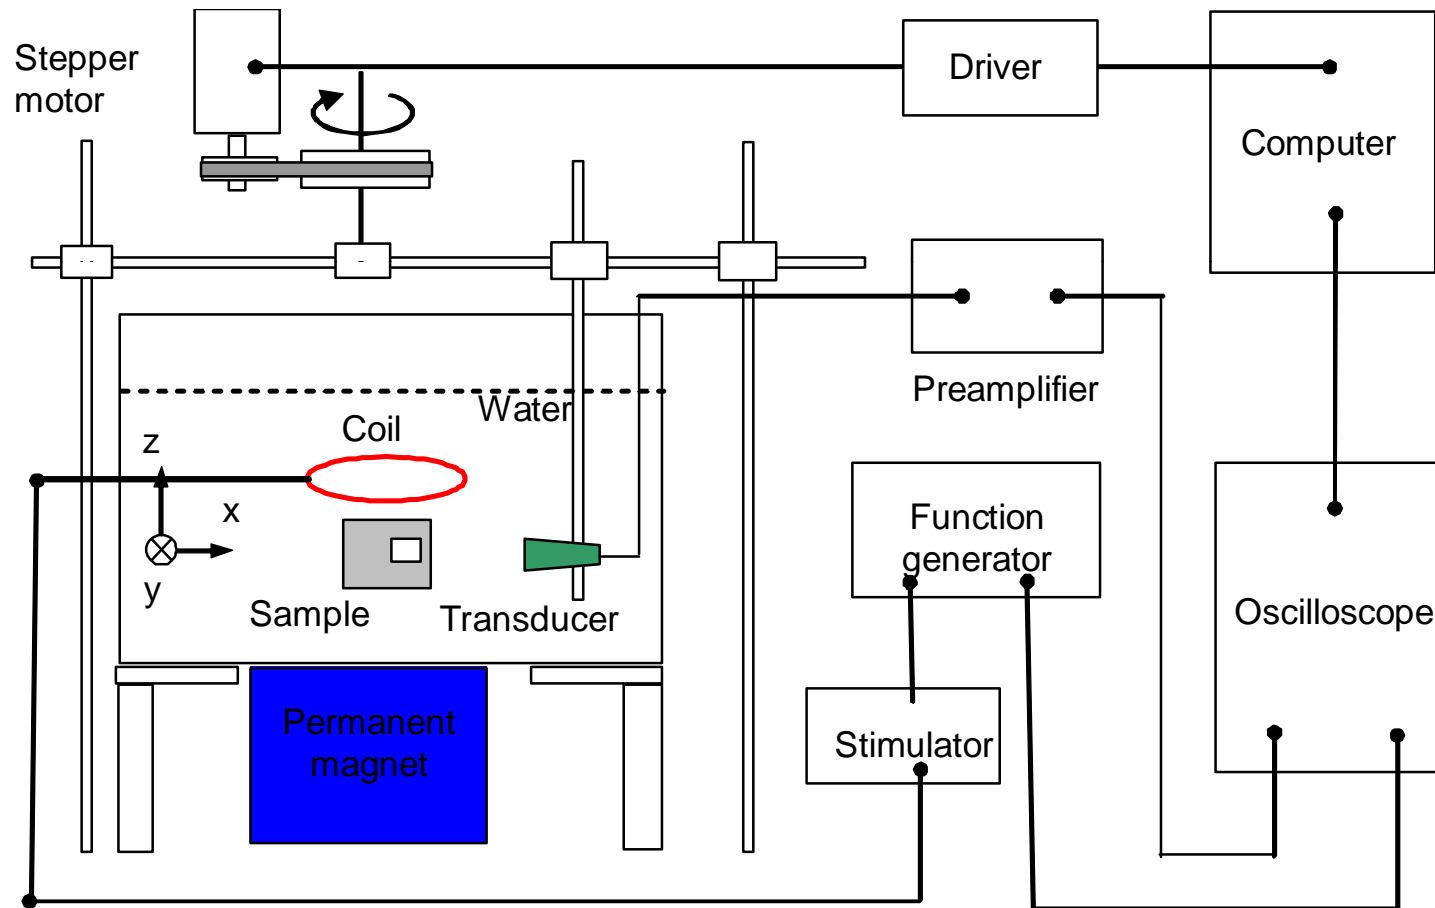 Stepper
motor
Driver
Computer
Preamplifier
Water
Coil
z
x
y
Sample
Transducer
Function
generator
Oscilloscope
Stimulator
Permanent
magnet